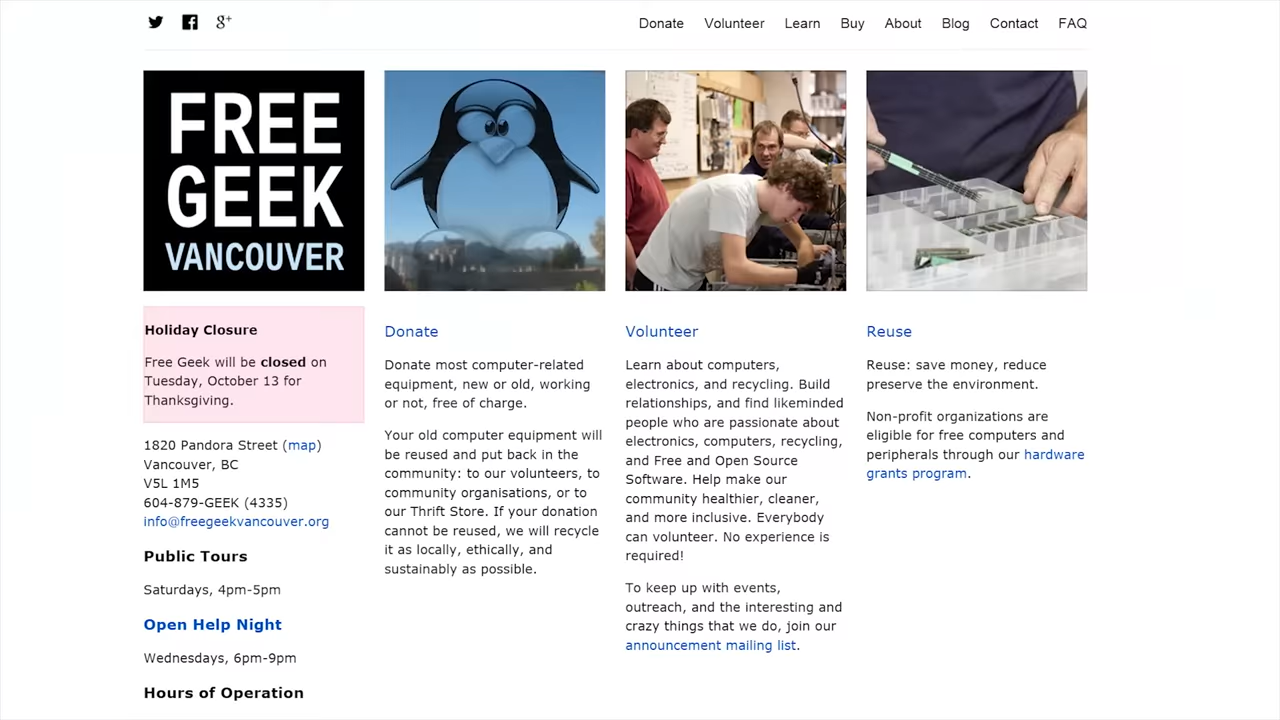 g+
Donate Volunteer Learn Buy About Blog Contact FAQ
FREE
GEEK
VANCOUVER
Holiday Closure
Free Geek will be closed on
Tuesday, October 13 for
Thanksgiving.
1820 Pandora Street (map)
Vancouver, BC
V5L 1M5
604-879-GEEK (4335)
info@freegeekvancouver.org
Public Tours
Saturdays, 4pm-5pm
Open Help Night
Wednesdays, 6pm-9pm
Hours of Operation
Donate
Donate most computer-related
equipment, new or old, working
or not, free of charge.
Your old computer equipment will
be reused and put back in the
community: to our volunteers, to
community organisations, or to
our Thrift Store. If your donation
cannot be reused, we will recycle
it as locally, ethically, and
sustainably as possible.
Volunteer
Learn about computers,
electronics, and recycling. Build
relationships, and find likeminded
people who are passionate about
electronics, computers, recycling,
and Free and Open Source
Software. Help make our
community healthier, cleaner,
and more inclusive. Everybody
can volunteer. No experience is
required!
To keep up with events,
outreach, and the interesting and
crazy things that we do, join our
announcement mailing list.
Reuse
Reuse: save money, reduce
preserve the environment.
Non-profit organizations are
eligible for free computers and
peripherals through our hardware
grants program.